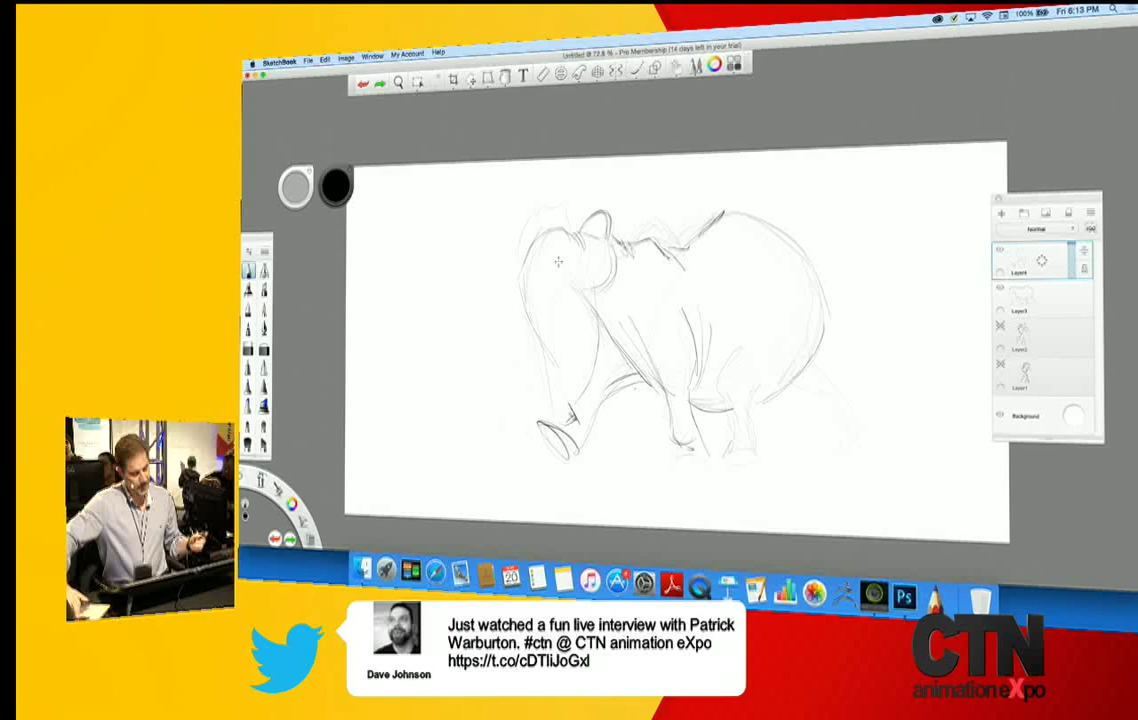 SketchBook File Edit Image Window My Account Help
100% Fri 6:13 PM
Untitled @ 72.8 % - Pro Membership (14 days left in your trial)
T
Normal
Layer4
Layer3
Layer2
Layer1
Background
20
Ps
Just watched a fun live interview with Patrick
Warburton. #ctn @ CTN animation eXpo
https://t.co/cDTliJoGxl
Dave Johnson
CTN
animation eXpo